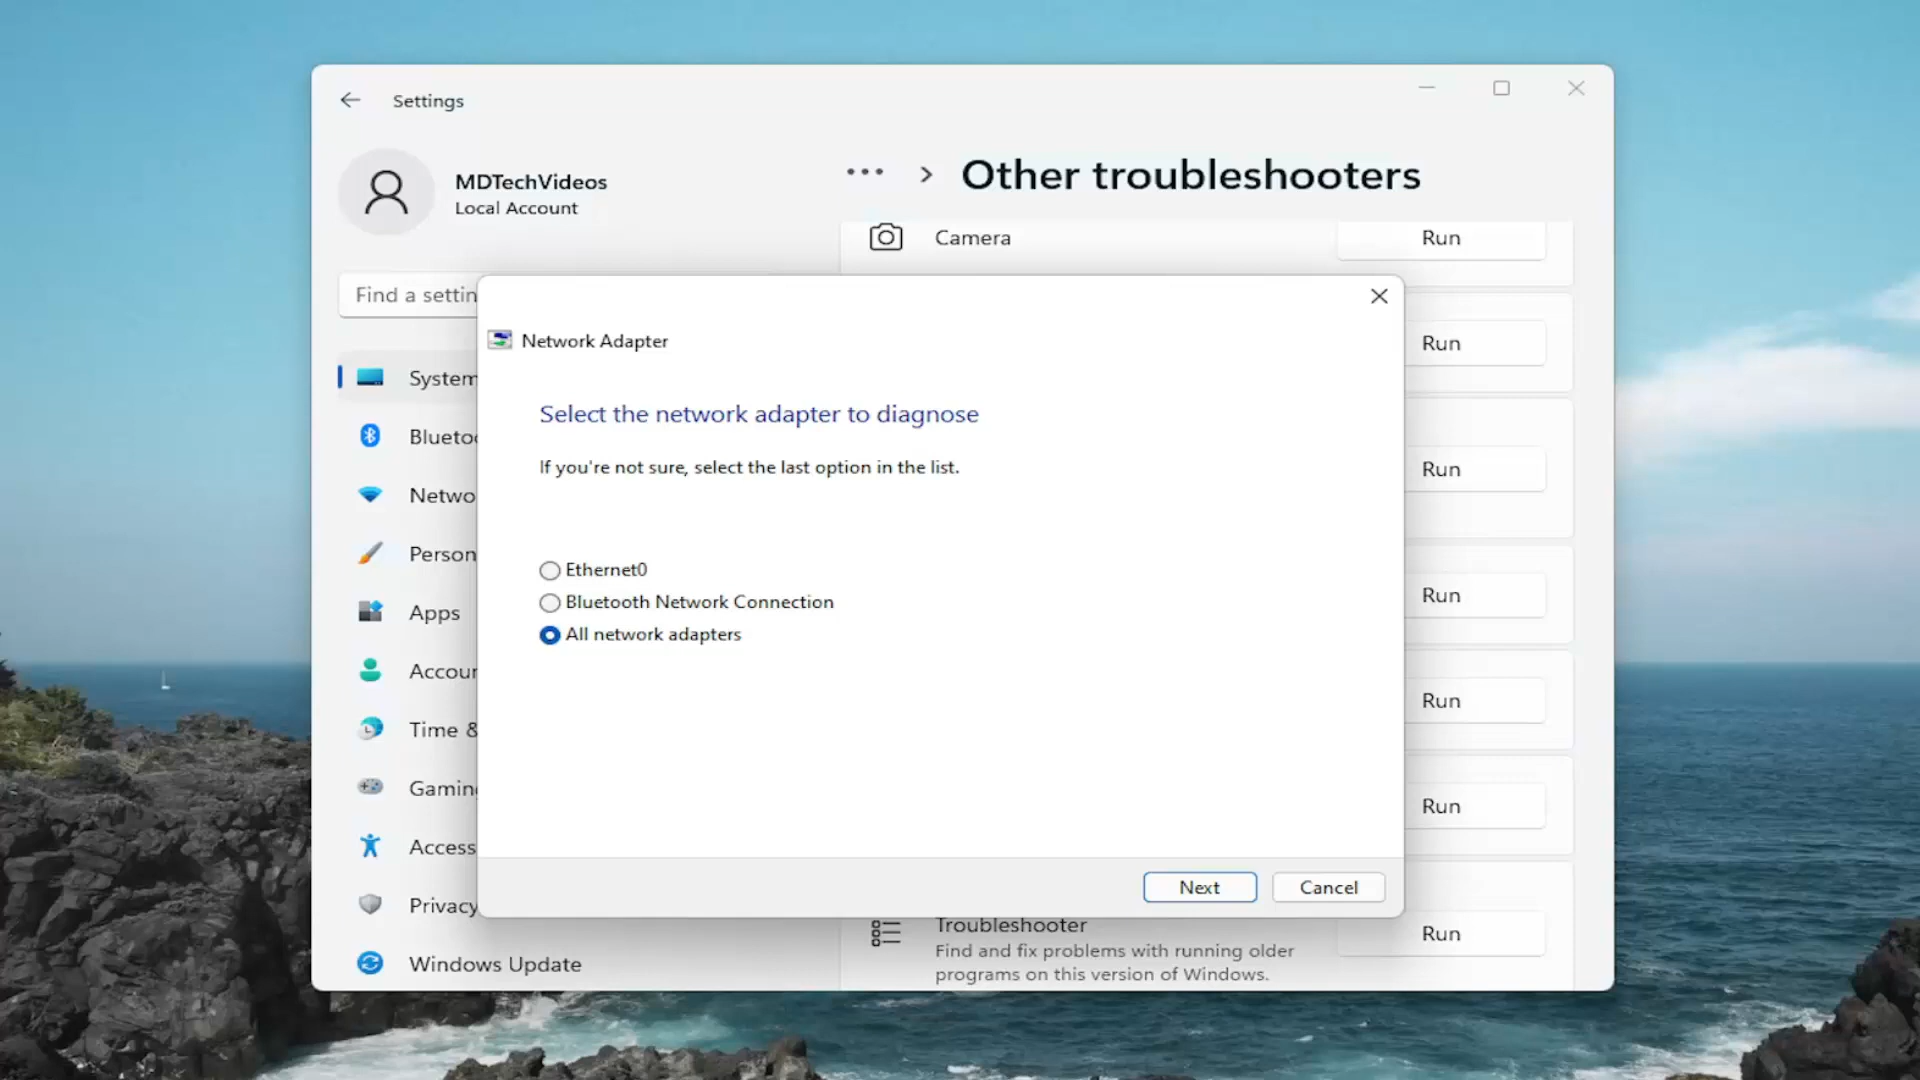 Settings
MDTechVideos
Local Account
Find a settin
System
Bluetoo
Netwo
Person
Apps
Accour
Time &
Gaming
Access
Privacy
Windows Update
Other troubleshooters
Camera
Run
Run
Run
Run
Run
Run
Network Adapter
Select the network adapter to diagnose
If you're not sure, select the last option in the list.
Ethernet0
Bluetooth Network Connection
All network adapters
Next
Cancel
Troubleshooter
Find and fix problems with running older
programs on this version of Windows.
Run